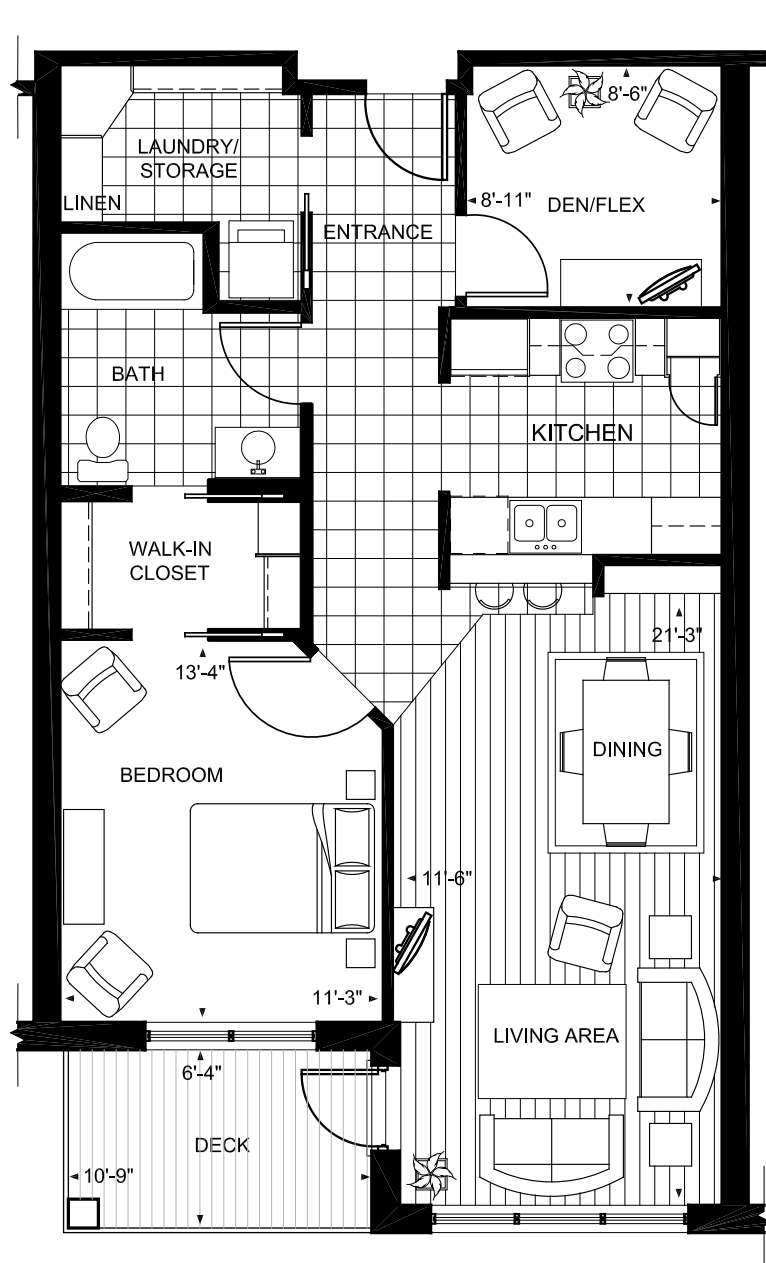 8'-6"
LAUNDRY/
STORAGE
LINEN
8'-11"
DEN/FLEX
ENTRANCE
BATH
KITCHEN
WALK-IN
CLOSET
21'-3"
13'-4"
DINING
BEDROOM
11'-6"
11'-3"
LIVING AREA
6'-4"
DECK
10'-9"